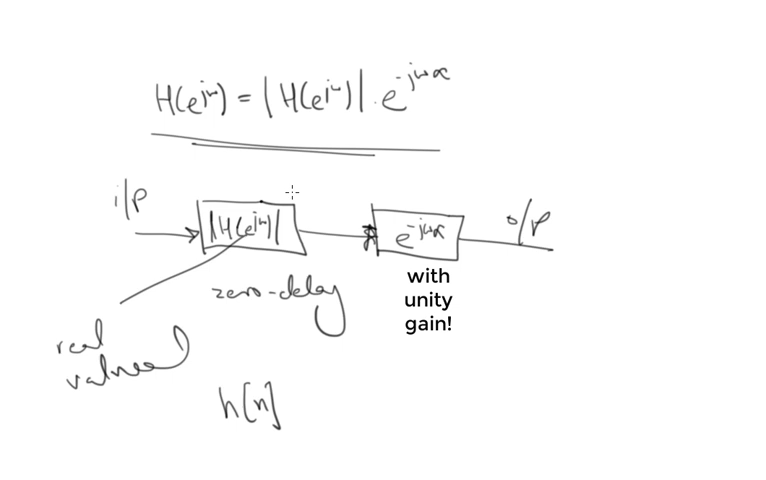 H(e^jω) = |H(e^jω)| · e^-jωα
i/p
|H(e^jω)|
e^-jωα
o/p
zero-delay
with
unity
gain!
real
valued
h[n]